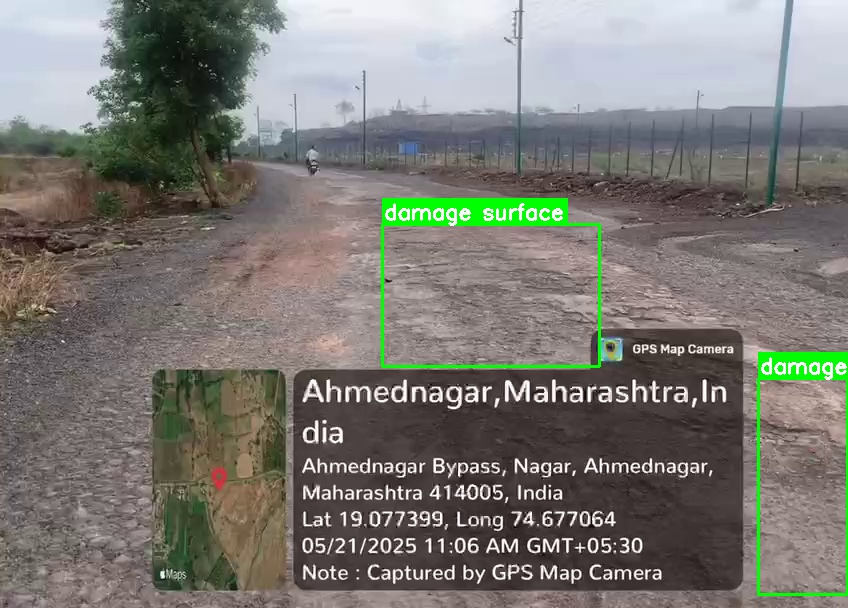 damage surface
GPS Map Camera
damage
Ahmednagar,Maharashtra,In
dia
Ahmednagar Bypass, Nagar, Ahmednagar,
Maharashtra 414005, India
Lat 19.077399, Long 74.677064
05/21/2025 11:06 AM GMT+05:30
Note : Captured by GPS Map Camera
Maps